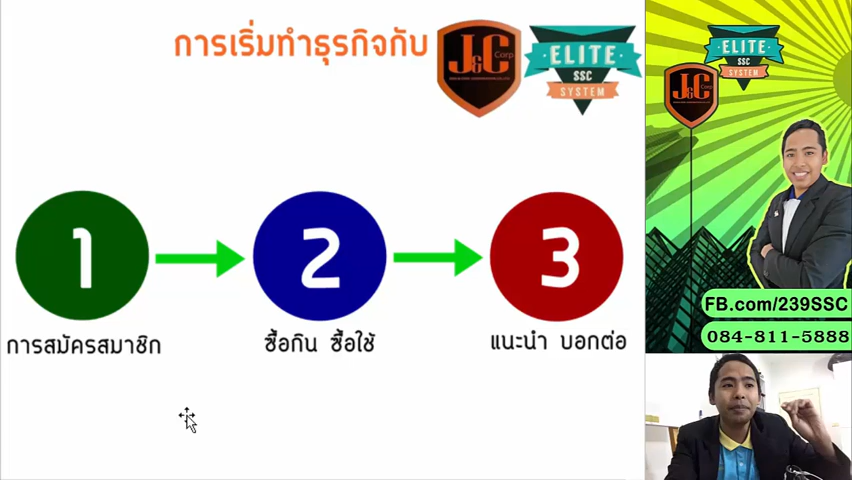 การเริ่มทำธุรกิจกับ
J&C Corp
ELITE
SSC
SYSTEM
1
2
3
การสมัครสมาชิก
ซื้อกิน ซื้อใช้
แนะนำ บอกต่อ
ELITE
SSC
SYSTEM
J&C Corp
FB.com/239SSC
084-811-5888